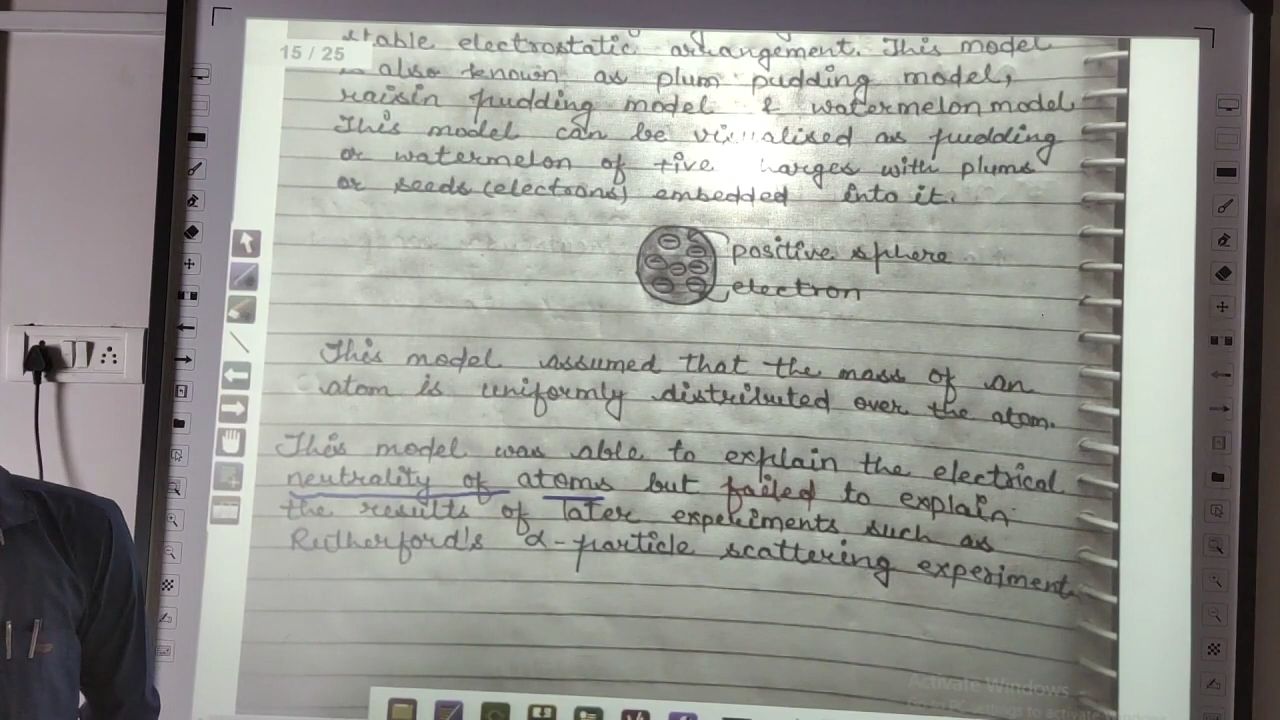 15 / 25
stable electrostatic arrangement. This model
is also known as plum pudding model,
raisin pudding model & watermelon model
This model can be visualised as pudding
or watermelon of +ive charges with plums
or seeds (electrons) embedded into it.
positive sphere
electron
This model assumed that the mass of an
atom is uniformly distributed over the atom.
This model was able to explain the electrical
neutrality of atoms but failed to explain
the results of later experiments such as
Rutherford's α-particle scattering experiment.
Activate Windows